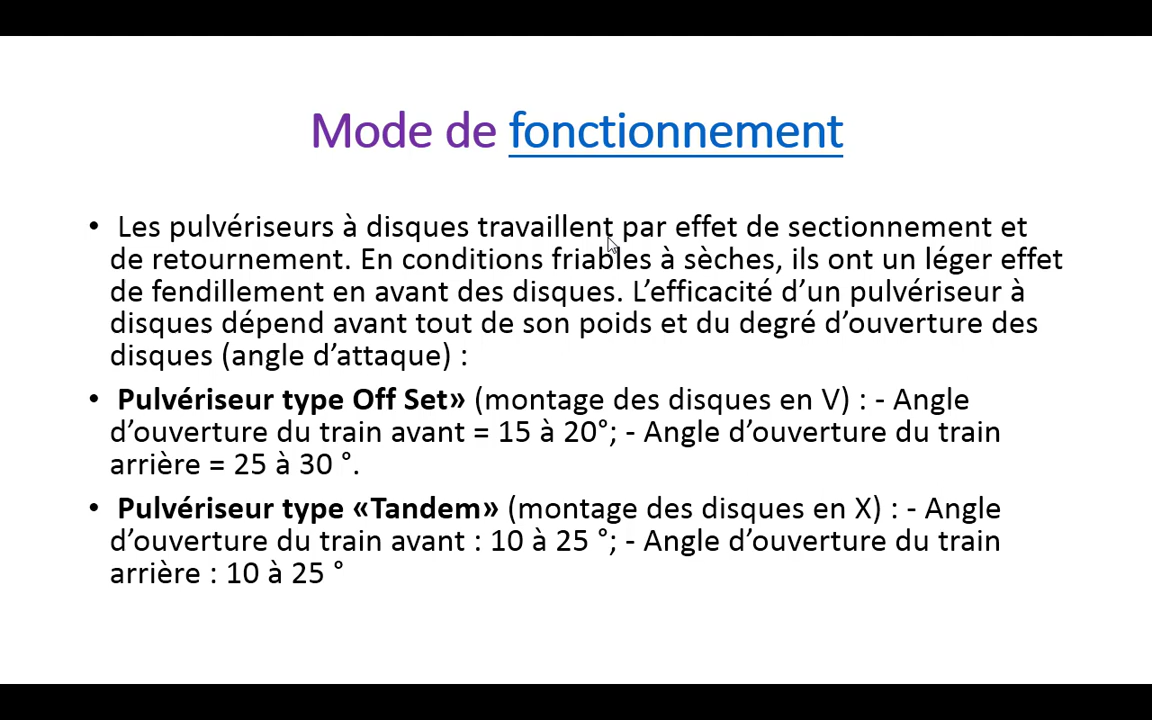 Mode de fonctionnement
• Les pulvériseurs à disques travaillent par effet de sectionnement et
de retournement. En conditions friables à sèches, ils ont un léger effet
de fendillement en avant des disques. L’efficacité d’un pulvériseur à
disques dépend avant tout de son poids et du degré d’ouverture des
disques (angle d’attaque) :
• Pulvériseur type Off Set» (montage des disques en V) : - Angle
d’ouverture du train avant = 15 à 20°; - Angle d’ouverture du train
arrière = 25 à 30 °.
• Pulvériseur type «Tandem» (montage des disques en X) : - Angle
d’ouverture du train avant : 10 à 25 °; - Angle d’ouverture du train
arrière : 10 à 25 °